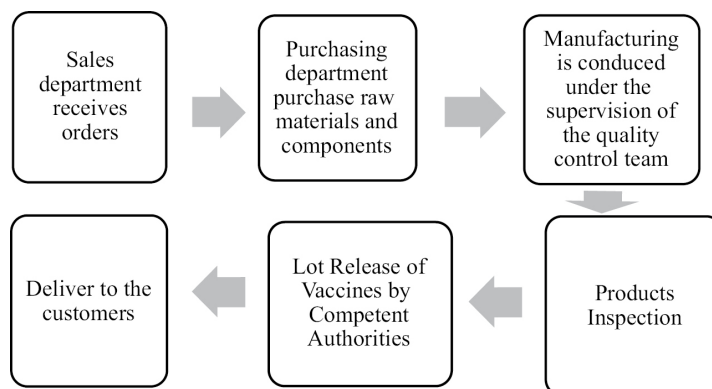 Sales
department
receives
orders
Purchasing
department
purchase raw
materials and
components
Manufacturing
is conduced
under the
supervision of
the quality
control team
Products
Inspection
Lot Release of
Vaccines by
Competent
Authorities
Deliver to the
customers